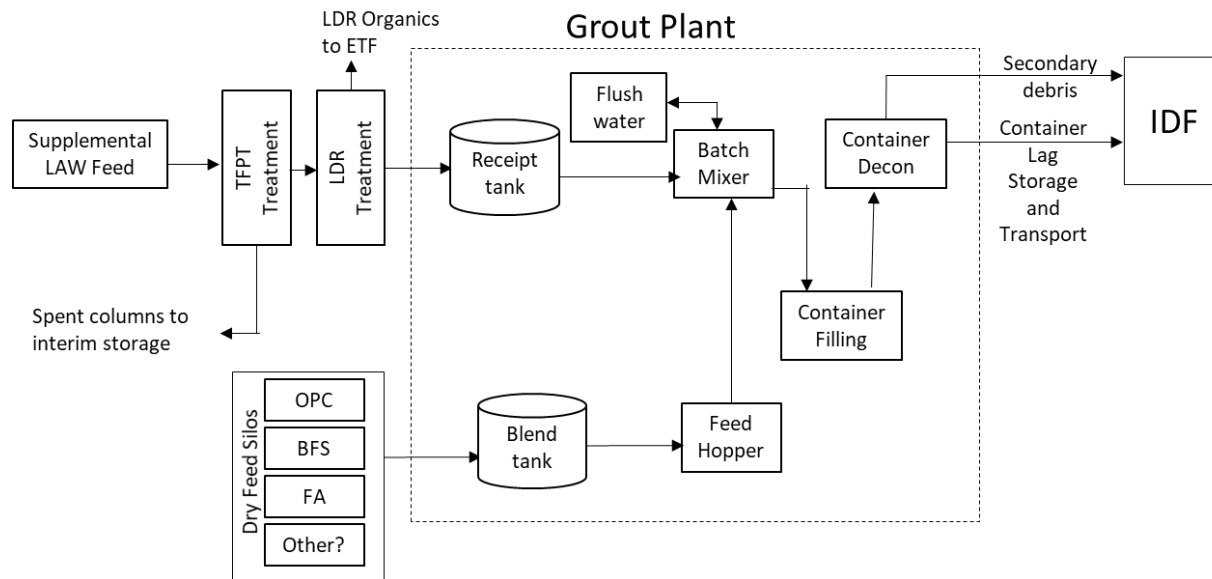 LDR Organics
to ETF
Grout Plant
Supplemental
LAW Feed
TFPT
Treatment
LDR
Treatment
Receipt
tank
Flush
water
Batch
Mixer
Container
Decon
Secondary
debris
Container
Lag
Storage
and
Transport
IDF
Spent columns to
interim storage
Container
Filling
Dry Feed Silos
OPC
BFS
FA
Other?
Blend
tank
Feed
Hopper